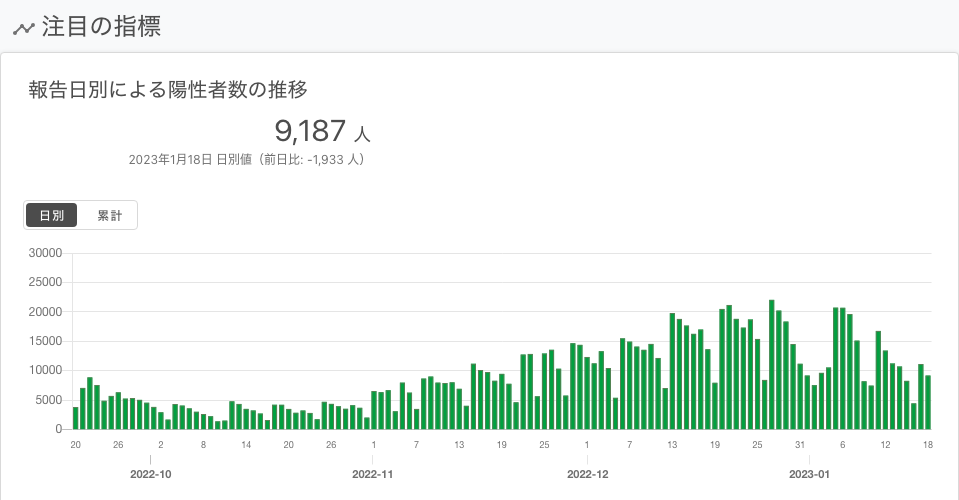 注目の指標
報告日別による陽性者数の推移
9,187 人
2023年1月18日 日別値（前日比: -1,933 人）
日別 累計
30000
25000
20000
15000
10000
5000
0
20 26 2 8 14 20 26 1 7 13 19 25 1 7 13 19 25 31 6 12 18
2022-10 2022-11 2022-12 2023-01